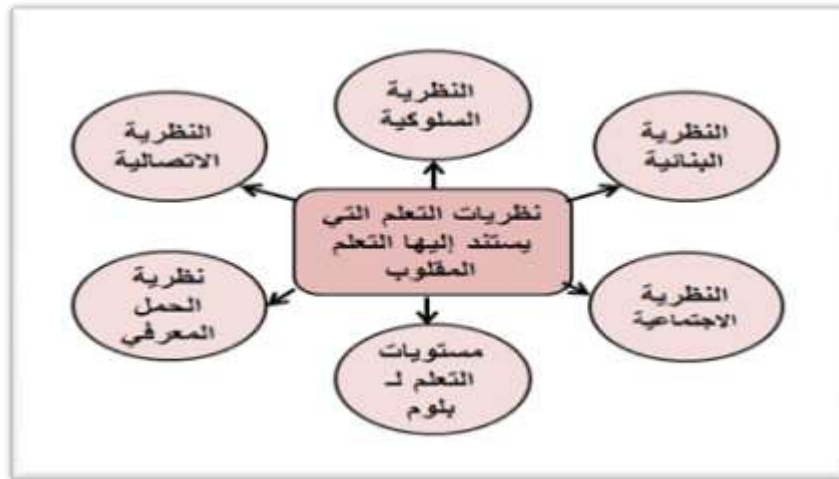 النظرية
السلوكية
النظرية
البنائية
النظرية
الاتصالية
نظريات التعلم التي
يستند إليها التعلم
المقلوب
النظرية
الاجتماعية
نظرية
الحمل
المعرفي
مستويات
التعلم لـ
بلوم